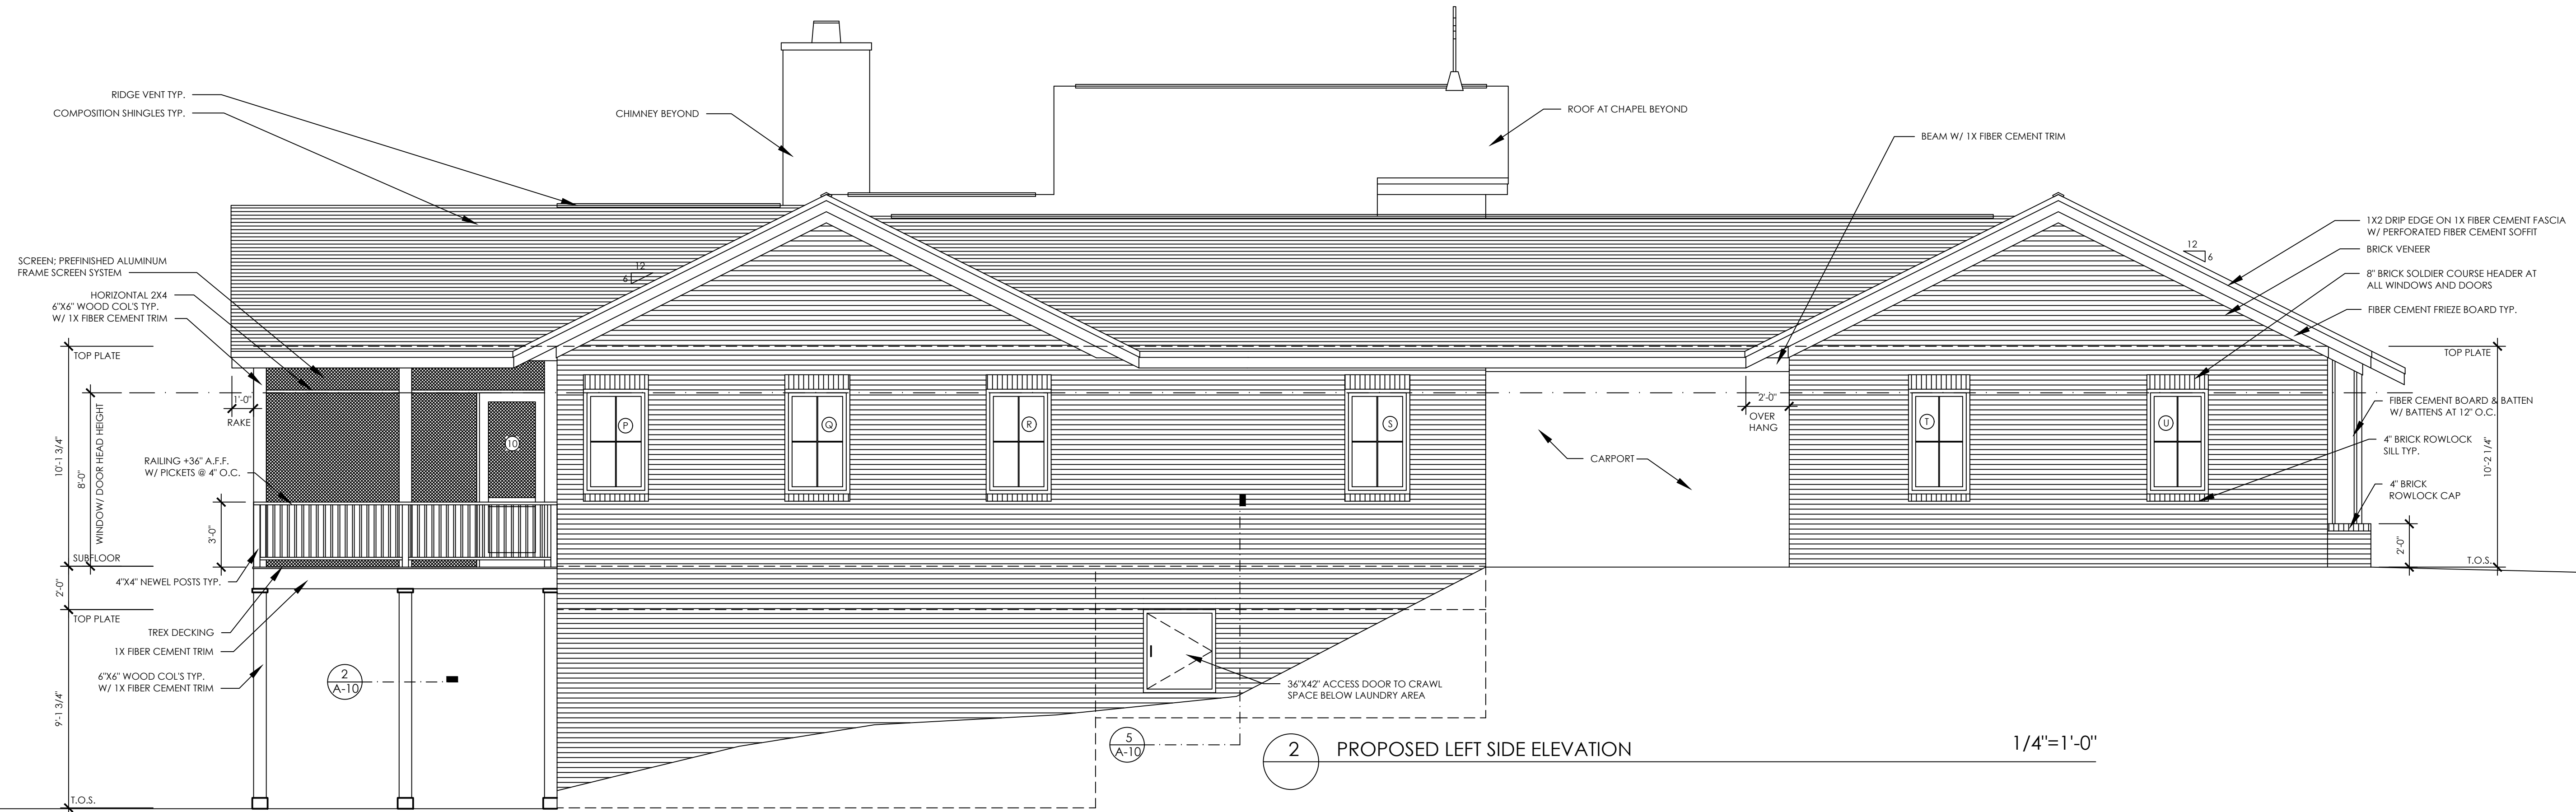 RIDGE VENT TYP.
COMPOSITION SHINGLES TYP.
CHIMNEY BEYOND
ROOF AT CHAPEL BEYOND
BEAM W/ 1X FIBER CEMENT TRIM
SCREEN; PREFINISHED ALUMINUM
FRAME SCREEN SYSTEM
HORIZONTAL 2X4
6"X6" WOOD COL'S TYP.
W/ 1X FIBER CEMENT TRIM
12
6
12
6
1X2 DRIP EDGE ON 1X FIBER CEMENT FASCIA
W/ PERFORATED FIBER CEMENT SOFFIT
BRICK VENEER
8" BRICK SOLDIER COURSE HEADER AT
ALL WINDOWS AND DOORS
FIBER CEMENT FRIEZE BOARD TYP.
TOP PLATE
TOP PLATE
1'-0"
RAKE
2'-0"
OVER
HANG
10'-1 3/4"
8'-0"
WINDOW/ DOOR HEAD HEIGHT
RAILING +36" A.F.F.
W/ PICKETS @ 4" O.C.
3'-0"
10
P
Q
R
S
T
U
CARPORT
FIBER CEMENT BOARD & BATTEN
W/ BATTENS AT 12" O.C.
4" BRICK ROWLOCK
SILL TYP.
4" BRICK
ROWLOCK CAP
10'-2 1/4"
2'-0"
T.O.S.
SUBFLOOR
2'-0"
4"X4" NEWEL POSTS TYP.
TOP PLATE
TREX DECKING
1X FIBER CEMENT TRIM
6"X6" WOOD COL'S TYP.
W/ 1X FIBER CEMENT TRIM
9'-1 3/4"
2
A-10
36"X42" ACCESS DOOR TO CRAWL
SPACE BELOW LAUNDRY AREA
5
A-10
T.O.S.
2 PROPOSED LEFT SIDE ELEVATION 1/4"=1'-0"